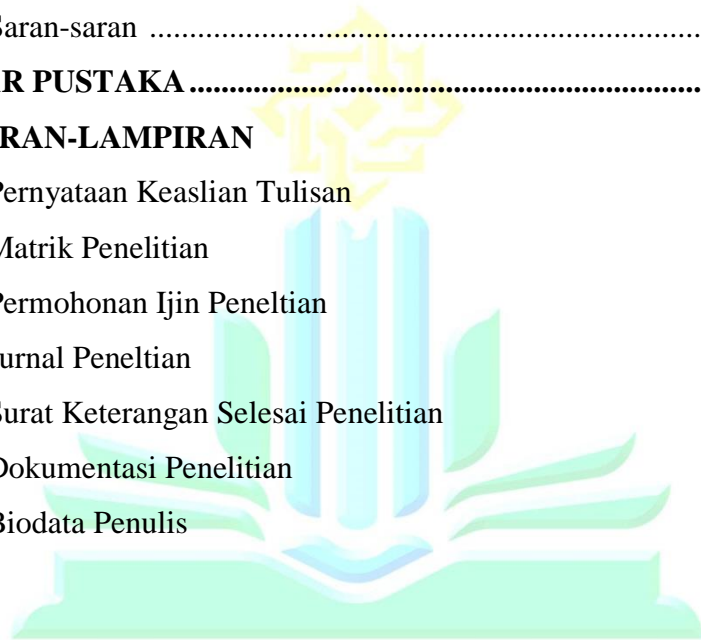 Saran-saran ......................................................................
R PUSTAKA ................................................................
RAN-LAMPIRAN
Pernyataan Keaslian Tulisan
Matrik Penelitian
Permohonan Ijin Peneltian
urnal Peneltian
Surat Keterangan Selesai Penelitian
Dokumentasi Penelitian
Biodata Penulis